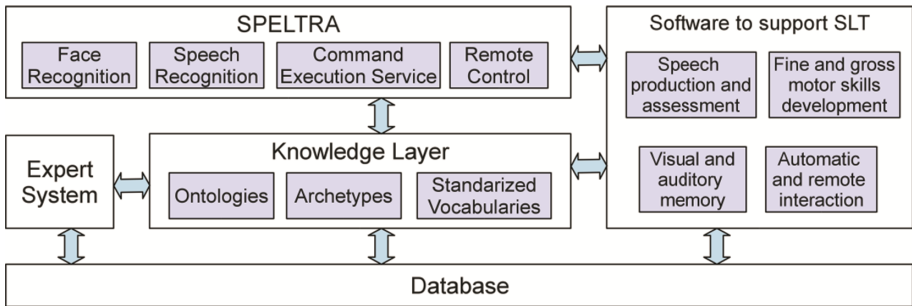 SPELTRA
Face
Recognition
Speech
Recognition
Command
Execution Service
Remote
Control
Software to support SLT
Speech
production and
assessment
Fine and gross
motor skills
development
Visual and
auditory
memory
Automatic
and remote
interaction
Expert
System
Knowledge Layer
Ontologies
Archetypes
Standarized
Vocabularies
Database